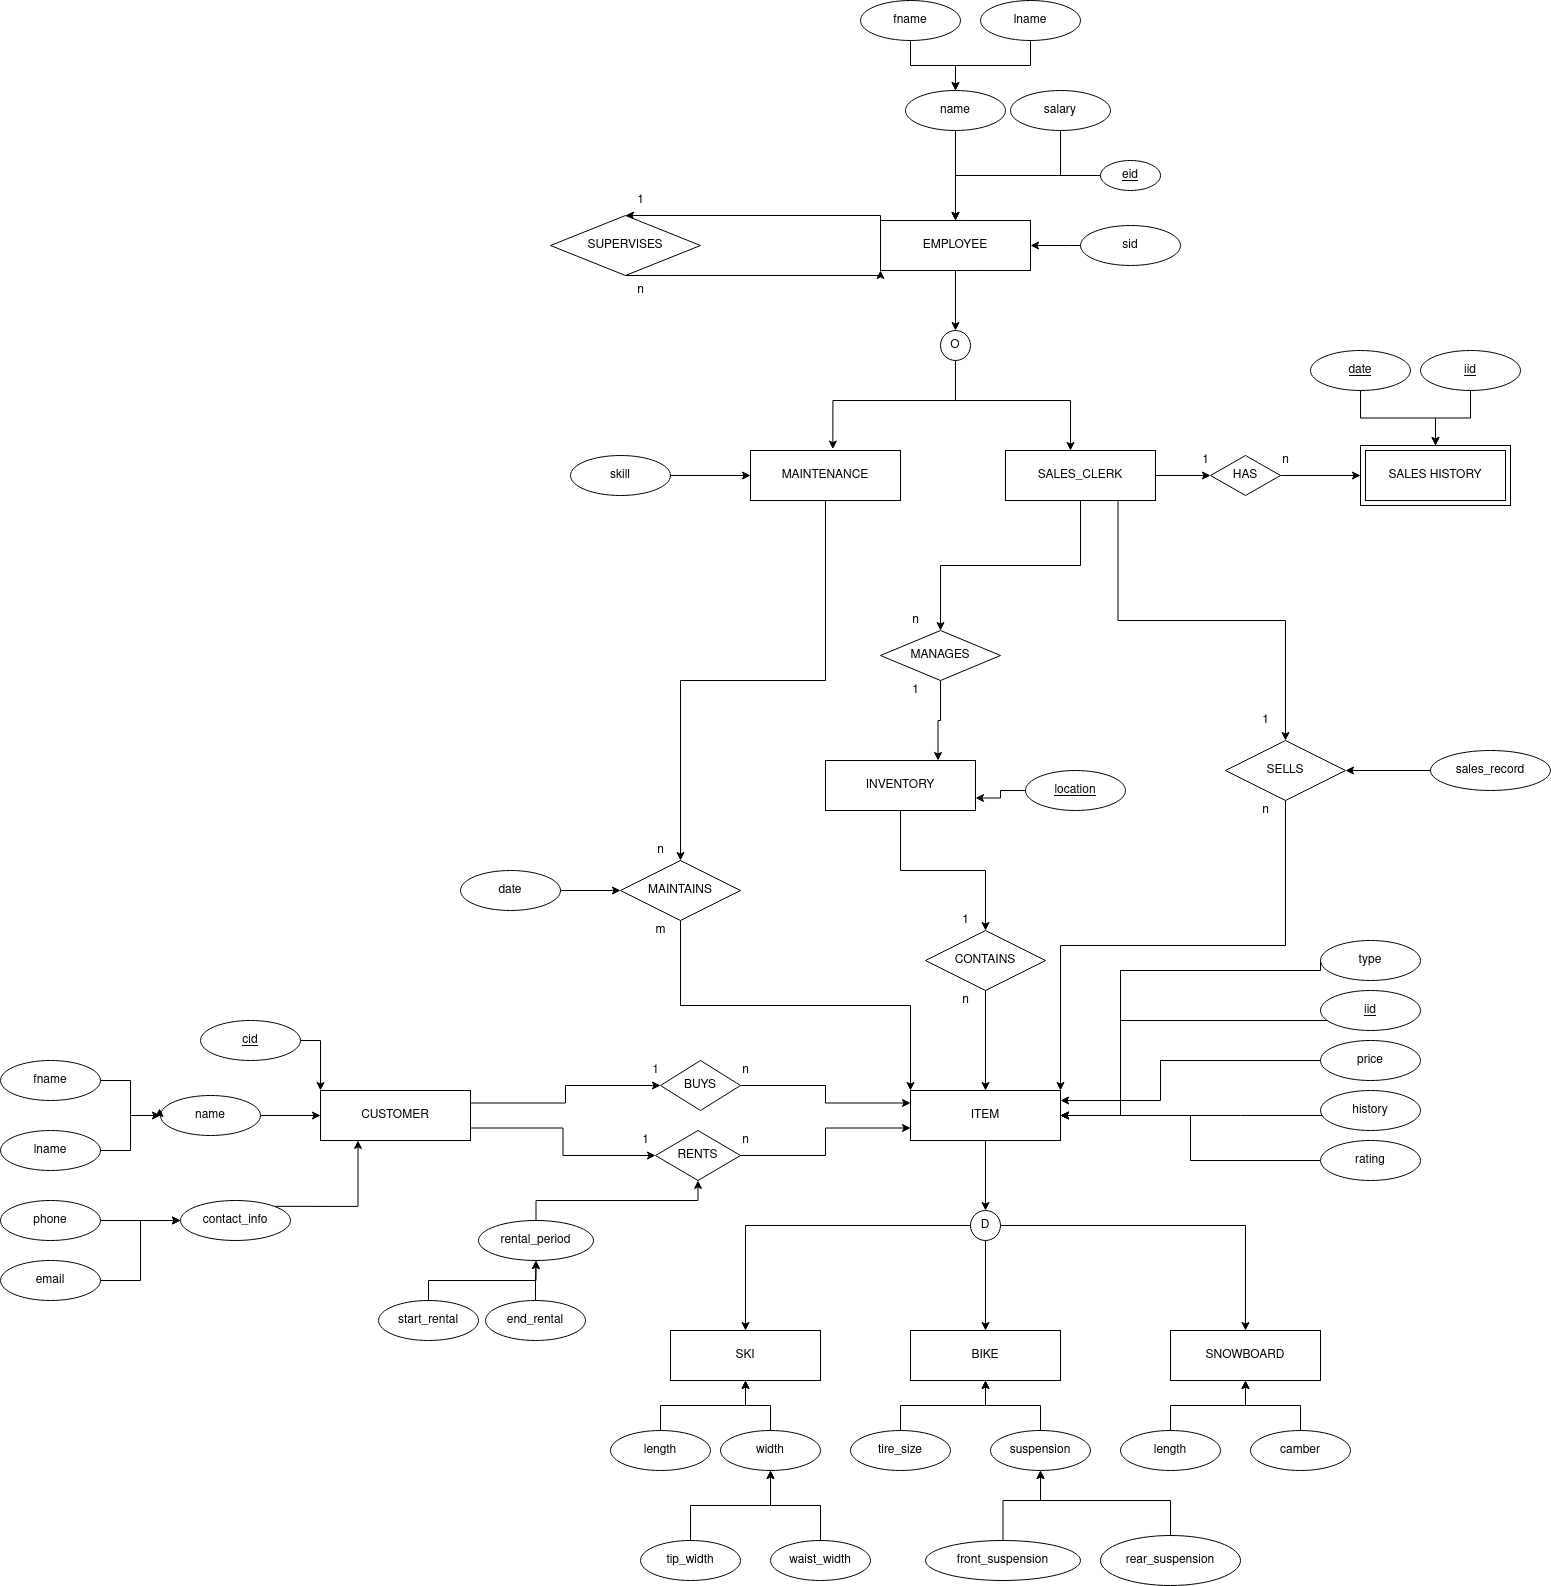 fname
lname
name
salary
eid
1
SUPERVISES
EMPLOYEE
sid
n
O
date
iid
skill
MAINTENANCE
SALES_CLERK
1
HAS
n
SALES HISTORY
n
MANAGES
1
1
SELLS
sales_record
n
INVENTORY
location
n
date
MAINTAINS
m
1
CONTAINS
n
type
iid
price
history
rating
cid
fname
name
lname
CUSTOMER
1
BUYS
n
ITEM
1
RENTS
n
phone
contact_info
email
rental_period
start_rental
end_rental
D
SKI
BIKE
SNOWBOARD
length
width
tire_size
suspension
length
camber
tip_width
waist_width
front_suspension
rear_suspension